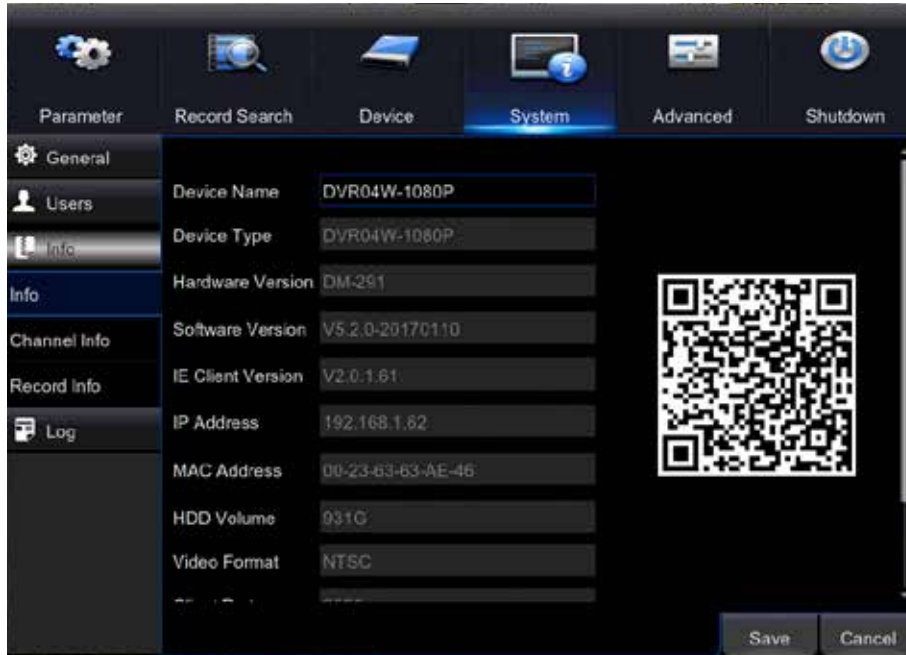 Parameter
Record Search
Device
System
Advanced
Shutdown
General
Users
Info
Info
Channel Info
Record Info
Log
Device Name DVR04W-1080P
Device Type DVR04W-1080P
Hardware Version DM-291
Software Version V5.2.0-20170110
IE Client Version V2.0.1.61
IP Address 192.168.1.62
MAC Address 00-23-63-63-AE-46
HDD Volume 931G
Video Format NTSC
Save
Cancel